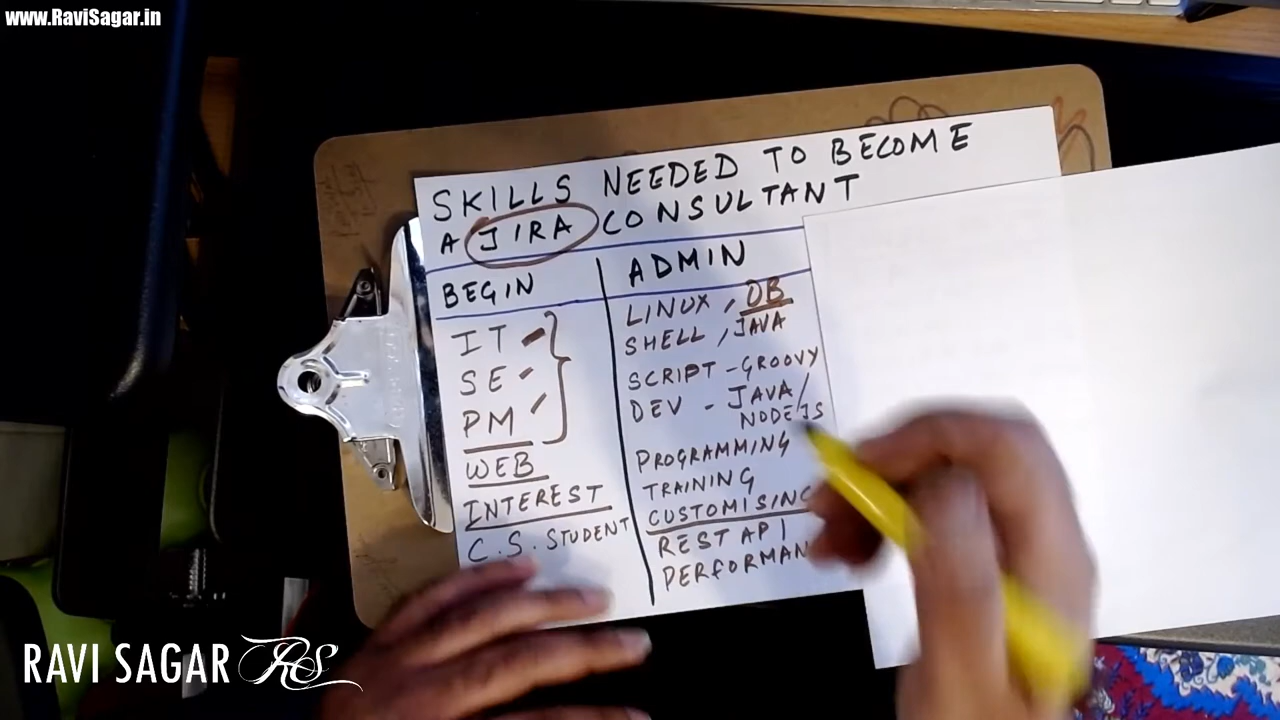 www.RaviSagar.in
SKILLS NEEDED TO BECOME
A JIRA CONSULTANT
BEGIN
IT
SE
PM
WEB
INTEREST
C.S. STUDENT
ADMIN
LINUX, DB
SHELL, JAVA
SCRIPT - GROOVY
DEV - JAVA/
NODEJS
PROGRAMMING
TRAINING
CUSTOMISING
REST API
PERFORMAN
RAVI SAGAR RS